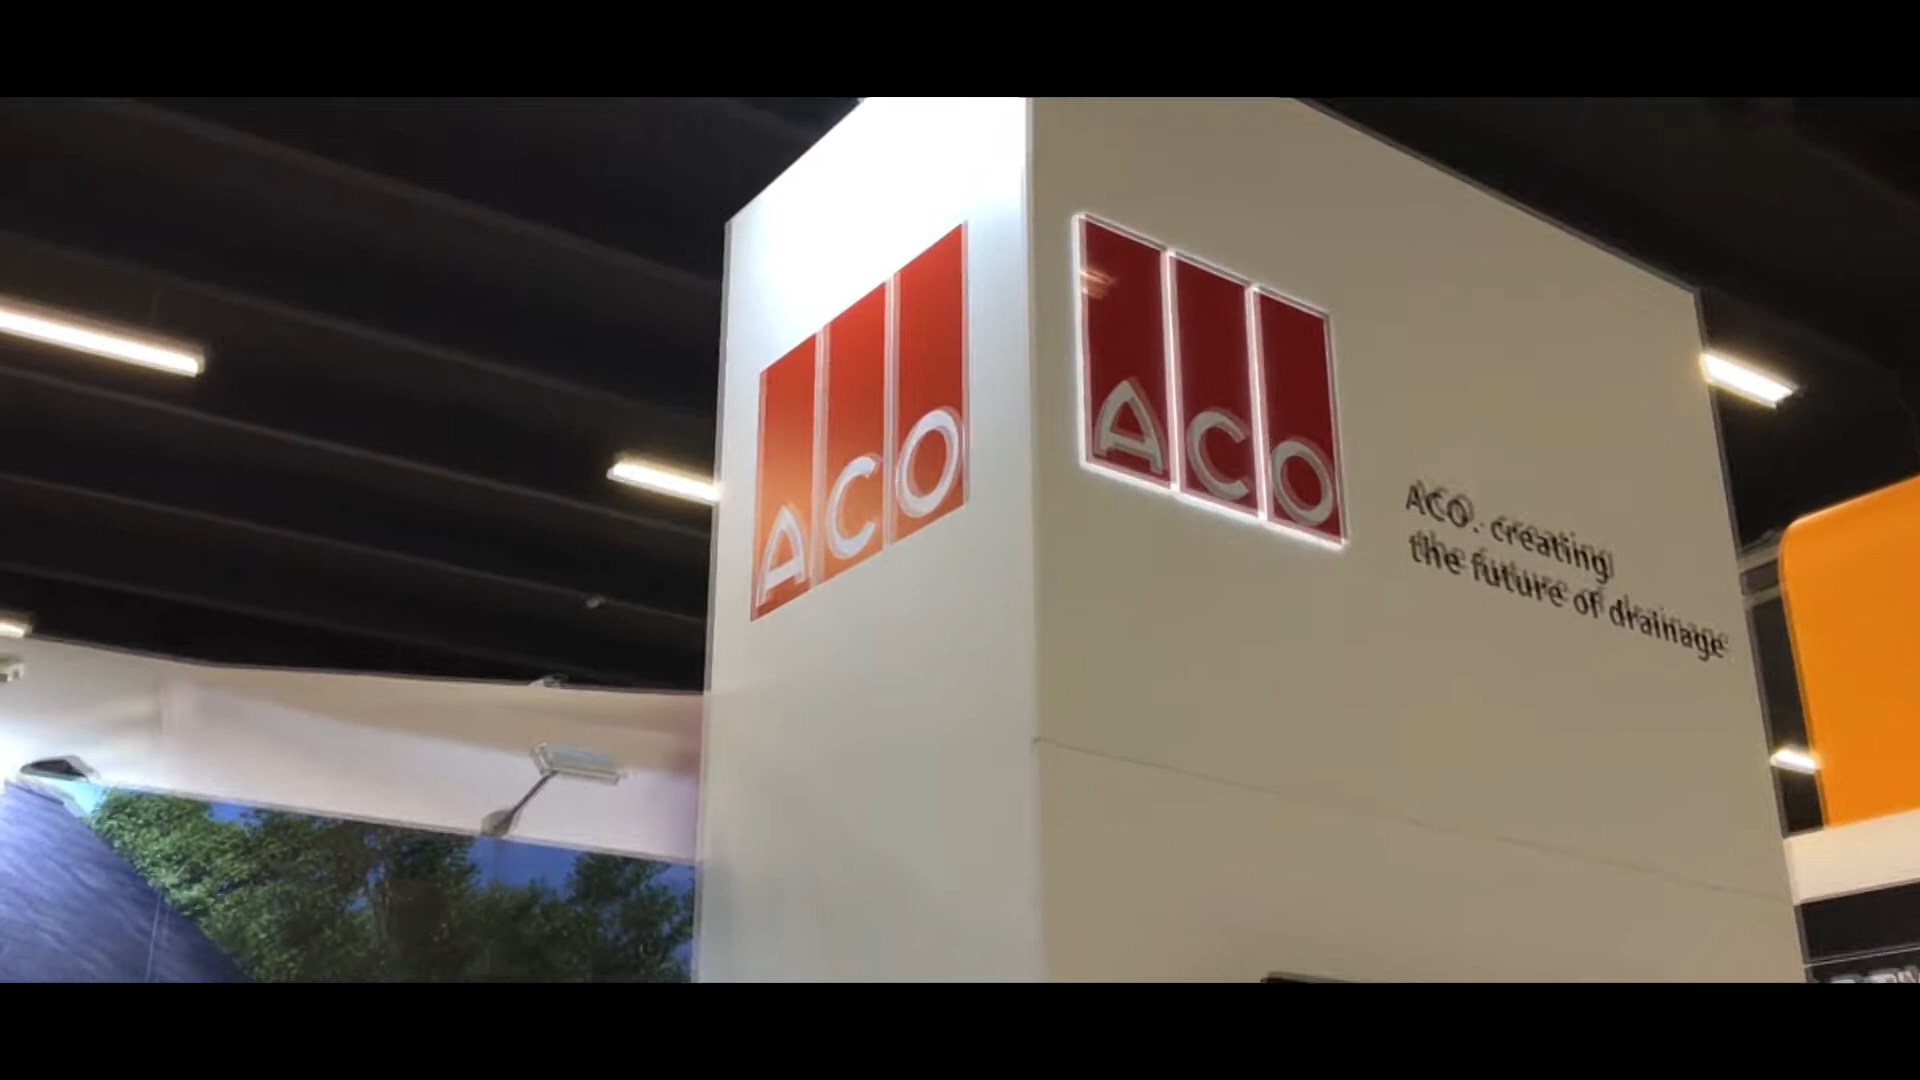 ACO
ACO
ACO. creating
the future of drainage